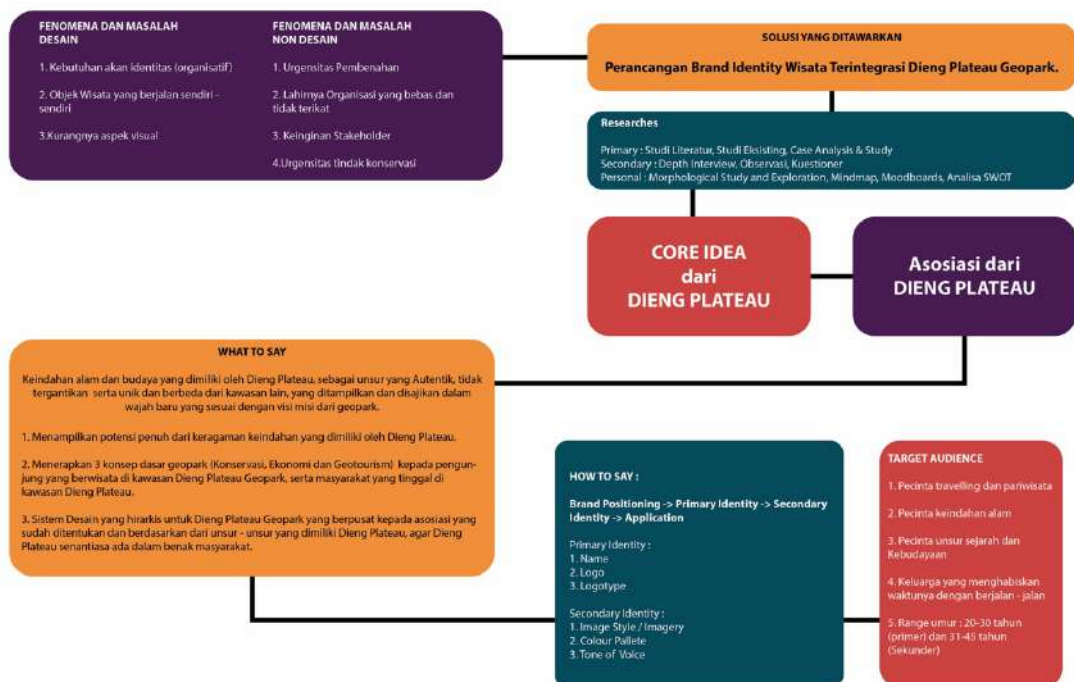 FENOMENA DAN MASALAH
DESAIN
1. Kebutuhan akan identitas (organisatif)
2. Objek Wisata yang berjalan sendiri -
sendiri
3.Kurangnya aspek visual
FENOMENA DAN MASALAH
NON DESAIN
1. Urgensitas Pembenahan
2. Lahirnya Organisasi yang bebas dan
tidak terikat
3. Keinginan Stakeholder
4.Urgensitas tindak konservasi
SOLUSI YANG DITAWARKAN
Perancangan Brand Identity Wisata Terintegrasi Dieng Plateau Geopark.
Researches
Primary : Studi Literatur, Studi Eksisting, Case Analysis & Study
Secondary : Depth Interview, Observasi, Kuestioner
Personal : Morphological Study and Exploration, Mindmap, Moodboards, Analisa SWOT
CORE IDEA
dari
DIENG PLATEAU
Asosiasi dari
DIENG PLATEAU
WHAT TO SAY
Keindahan alam dan budaya yang dimiliki oleh Dieng Plateau, sebagai unsur yang Autentik, tidak
tergantikan serta unik dan berbeda dari kawasan lain, yang ditampilkan dan disajikan dalam
wajah baru yang sesuai dengan visi misi dari geopark.
1. Menampilkan potensi penuh dari keragaman keindahan yang dimiliki oleh Dieng Plateau.
2. Menerapkan 3 konsep dasar geopark (Konservasi, Ekonomi dan Geotourism) kepada pengun-
jung yang berwisata di kawasan Dieng Plateau Geopark, serta masyarakat yang tinggal di
kawasan Dieng Plateau.
3. Sistem Desain yang hirarkis untuk Dieng Plateau Geopark yang berpusat kepada asosiasi yang
sudah ditentukan dan berdasarkan dari unsur - unsur yang dimiliki Dieng Plateau, agar Dieng
Plateau senantiasa ada dalam benak masyarakat.
HOW TO SAY :
Brand Positioning -> Primary Identity -> Secondary
Identity -> Application
Primary Identity :
1. Name
2. Logo
3. Logotype
Secondary Identity :
1. Image Style / Imagery
2. Colour Pallete
3. Tone of Voice
TARGET AUDIENCE
1. Pecinta travelling dan pariwisata
2. Pecinta keindahan alam
3. Pecinta unsur sejarah dan
Kebudayaan
4. Keluarga yang menghabiskan
waktunya dengan berjalan - jalan
5. Range umur : 20-30 tahun
(primer) dan 31-45 tahun
(Sekunder)